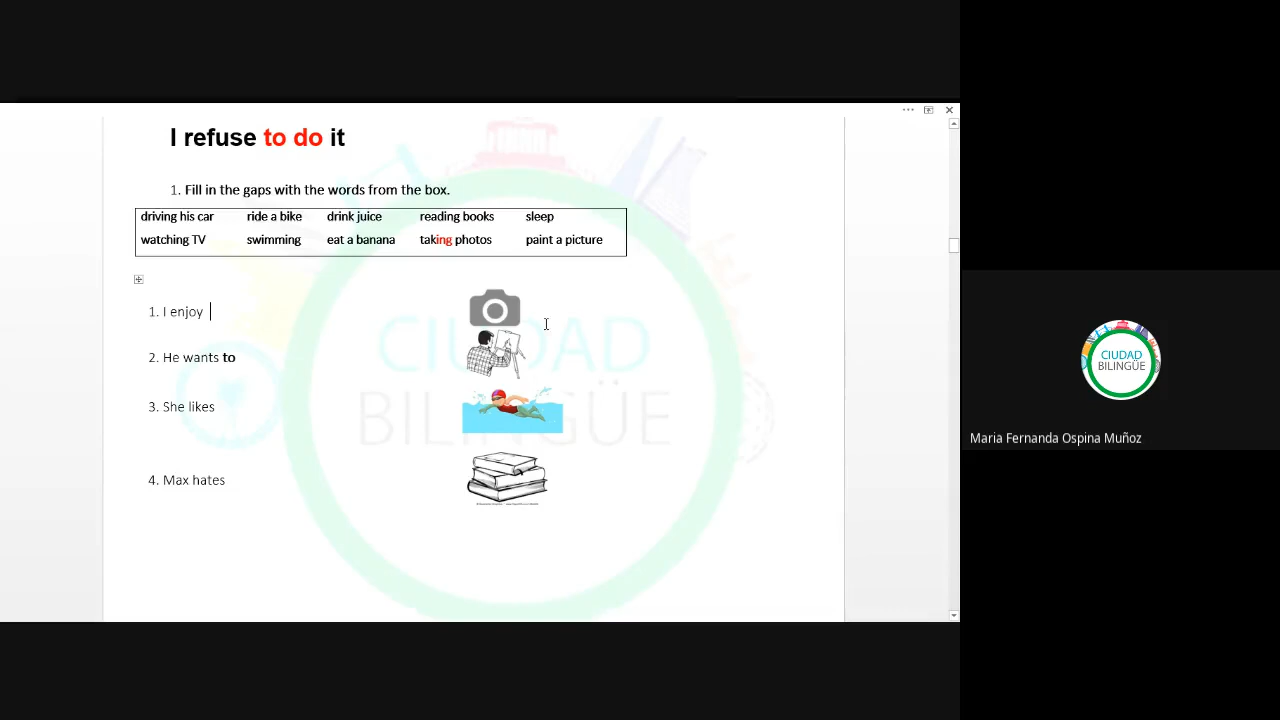 I refuse to do it
1. Fill in the gaps with the words from the box.
driving his car ride a bike drink juice reading books sleep
watching TV swimming eat a banana taking photos paint a picture
1. I enjoy
2. He wants to
3. She likes
4. Max hates
CIUDAD
BILINGÜE
CIUDAD
BILINGÜE
Maria Fernanda Ospina Muñoz